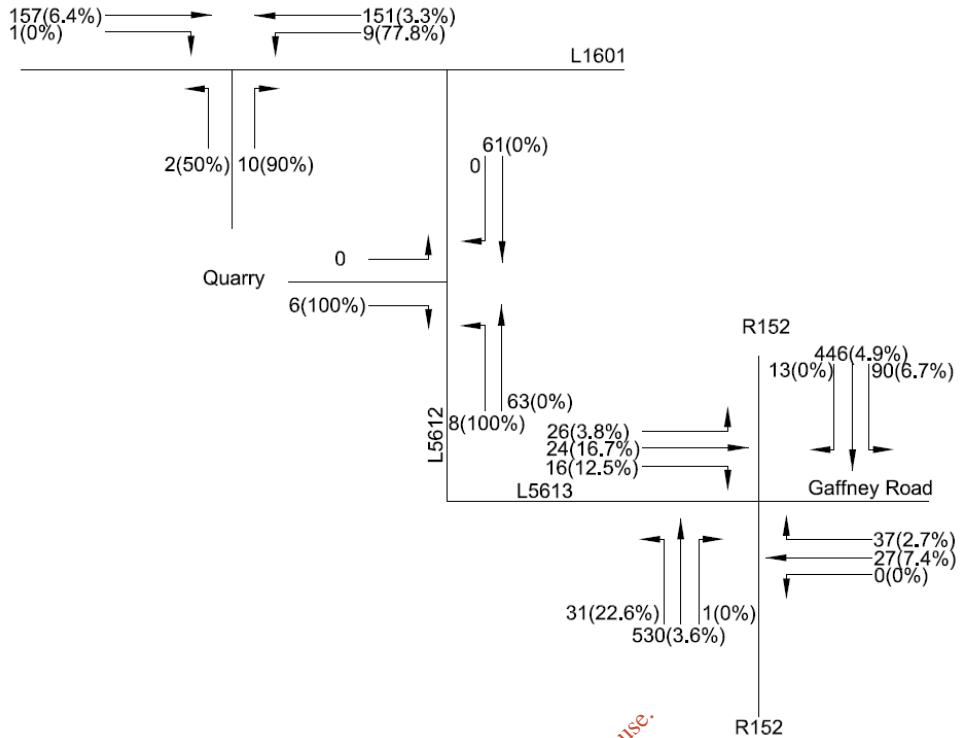 157(6.4%) 151(3.3%)
1(0%) 9(77.8%)
L1601
2(50%) 10(90%)
61(0%)
0
0
Quarry
6(100%)
63(0%)
8(100%)
L5612
R152
446(4.9%)
13(0%) 90(6.7%)
26(3.8%)
24(16.7%)
16(12.5%)
L5613
Gaffney Road
37(2.7%)
27(7.4%)
0(0%)
31(22.6%) 1(0%)
530(3.6%)
use.
R152